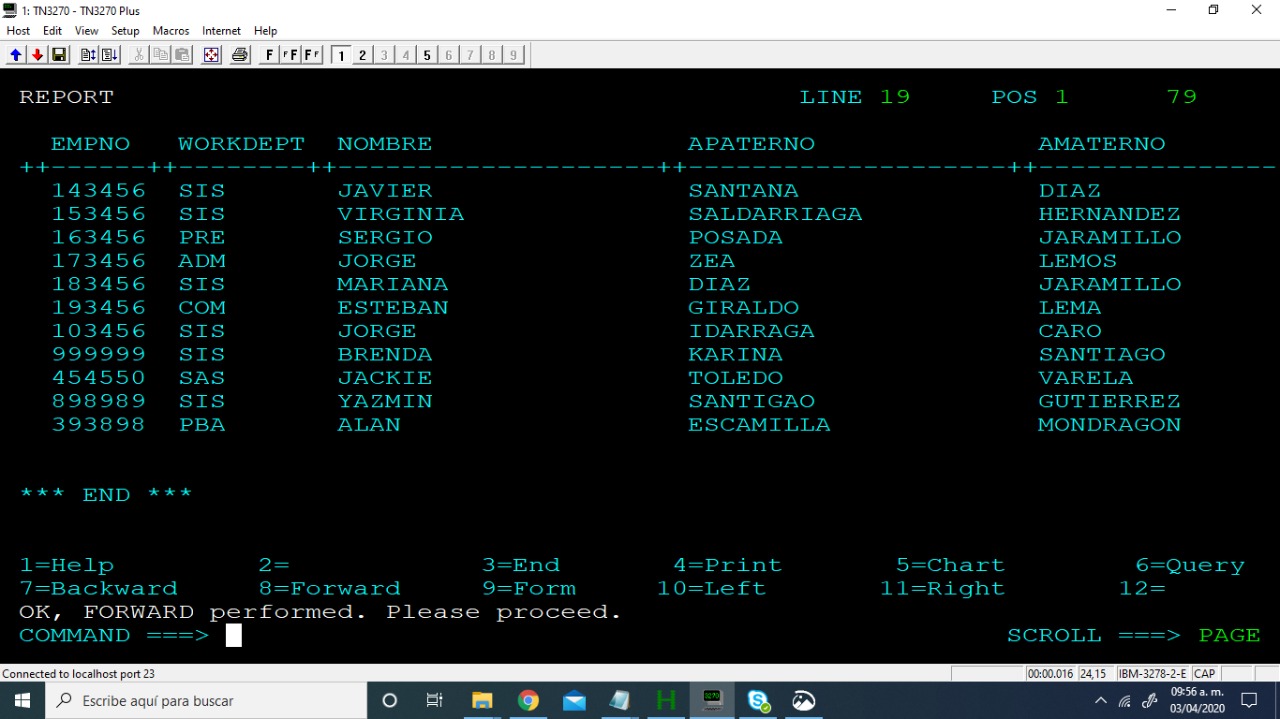 1: TN3270 - TN3270 Plus
Host Edit View Setup Macros Internet Help
F FF FF 1 2 3 4 5 6 7 8 9
REPORT LINE 19 POS 1 79
EMPNO WORKDEPT NOMBRE APATERNO AMATERNO
++------++--------++--------------------++--------------------++---------------
143456 SIS JAVIER SANTANA DIAZ
153456 SIS VIRGINIA SALDARRIAGA HERNANDEZ
163456 PRE SERGIO POSADA JARAMILLO
173456 ADM JORGE ZEA LEMOS
183456 SIS MARIANA DIAZ JARAMILLO
193456 COM ESTEBAN GIRALDO LEMA
103456 SIS JORGE IDARRAGA CARO
999999 SIS BRENDA KARINA SANTIAGO
454550 SAS JACKIE TOLEDO VARELA
898989 SIS YAZMIN SANTIGAO GUTIERREZ
393898 PBA ALAN ESCAMILLA MONDRAGON
*** END ***
1=Help 2= 3=End 4=Print 5=Chart 6=Query
7=Backward 8=Forward 9=Form 10=Left 11=Right 12=
OK, FORWARD performed. Please proceed.
COMMAND ===> SCROLL ===> PAGE
Connected to localhost port 23 00:00.016 24,15 IBM-3278-2-E CAP
Escribe aquí para buscar H 3270 S 09:56 a. m.
03/04/2020